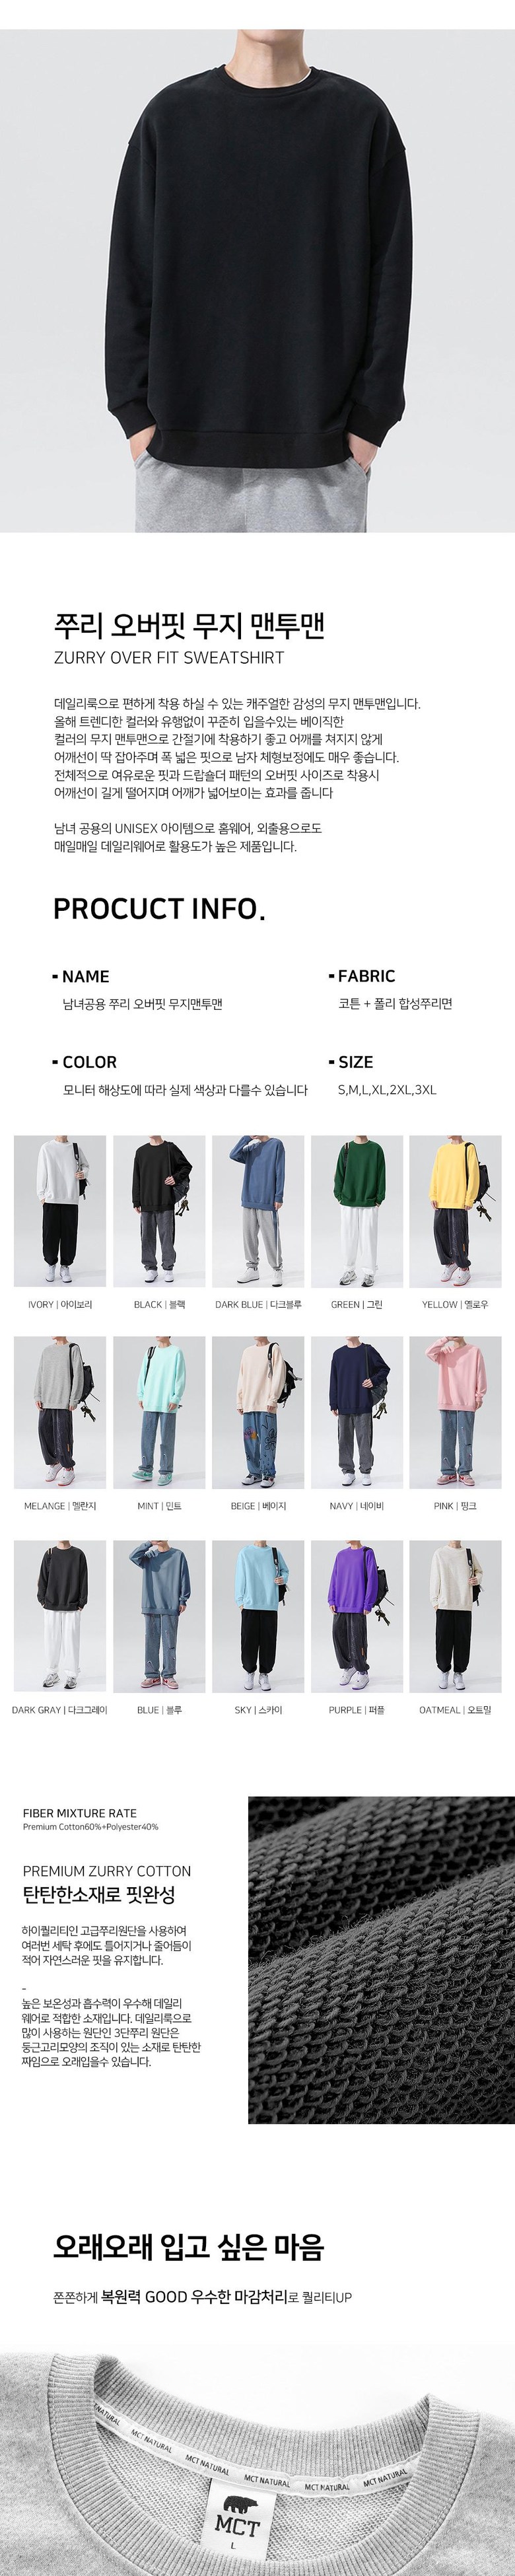 쭈리 오버핏 무지 맨투맨
ZURRY OVER FIT SWEATSHIRT
데일리룩으로 편하게 착용 하실 수 있는 캐주얼한 감성의 무지 맨투맨입니다.
올해 트렌디한 컬러와 유행없이 꾸준히 입을수있는 베이직한
컬러의 무지 맨투맨으로 간절기에 착용하기 좋고 어깨를 쳐지지 않게
어깨선이 딱 잡아주며 폭 넓은 핏으로 남자 체형보정에도 매우 좋습니다.
전체적으로 여유로운 핏과 드랍숄더 패턴의 오버핏 사이즈로 착용시
어깨선이 길게 떨어지며 어깨가 넓어보이는 효과를 줍니다
남녀 공용의 UNISEX 아이템으로 홈웨어, 외출용으로도
매일매일 데일리웨어로 활용도가 높은 제품입니다.
PROCUCT INFO.
- NAME
남녀공용 쭈리 오버핏 무지맨투맨
- FABRIC
코튼 + 폴리 합성쭈리면
- COLOR
모니터 해상도에 따라 실제 색상과 다를수 있습니다
- SIZE
S,M,L,XL,2XL,3XL
IVORY | 아이보리
BLACK | 블랙
DARK BLUE | 다크블루
GREEN | 그린
YELLOW | 옐로우
MELANGE | 멜란지
MINT | 민트
BEIGE | 베이지
NAVY | 네이비
PINK | 핑크
DARK GRAY | 다크그레이
BLUE | 블루
SKY | 스카이
PURPLE | 퍼플
OATMEAL | 오트밀
FIBER MIXTURE RATE
Premium Cotton60%+Polyester40%
PREMIUM ZURRY COTTON
탄탄한소재로 핏완성
하이퀄리티인 고급쭈리원단을 사용하여
여러번 세탁 후에도 틀어지거나 줄어듬이
적어 자연스러운 핏을 유지합니다.
-
높은 보온성과 흡수력이 우수해 데일리
웨어로 적합한 소재입니다. 데일리룩으로
많이 사용하는 원단인 3단쭈리 원단은
둥근고리모양의 조직이 있는 소재로 탄탄한
짜임으로 오래입을수 있습니다.
오래오래 입고 싶은 마음
쫀쫀하게 복원력 GOOD 우수한 마감처리로 퀄리티UP
NATURAL
MCT NATURAL
MCT NATURAL
MCT NATURAL
MCT NATURAL
MCT NATURAL
MCT
L